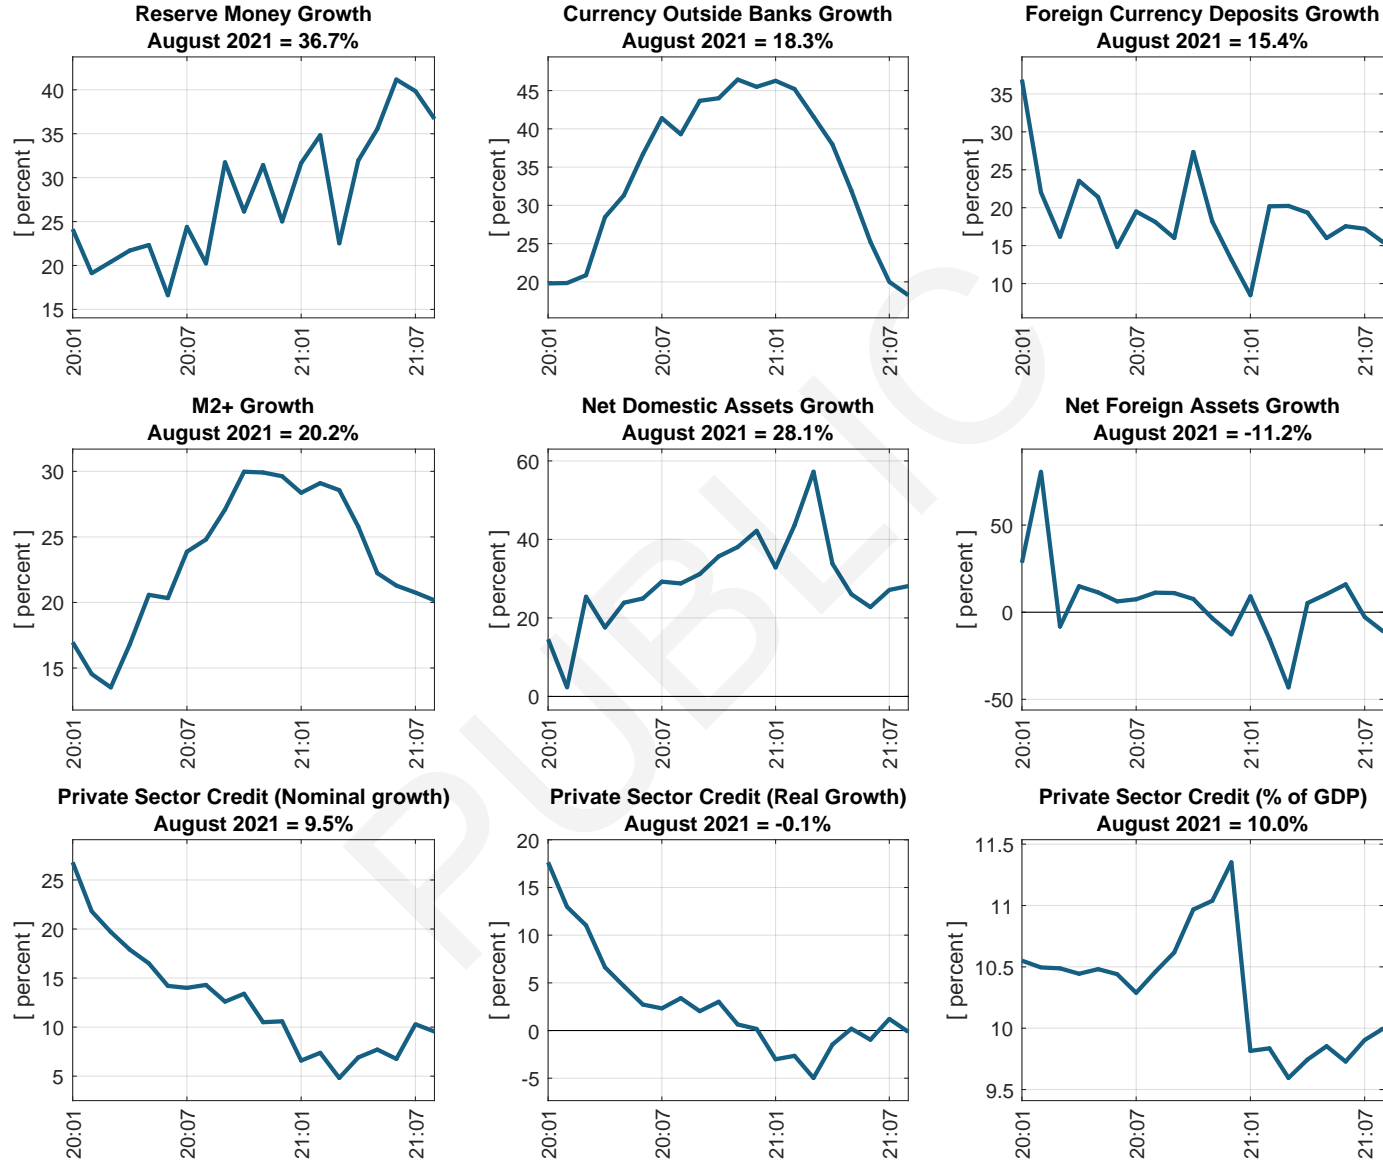 Reserve Money Growth
August 2021 = 36.7%
[ percent ]
40
35
30
25
20
15
20:01
20:07
21:01
21:07
Currency Outside Banks Growth
August 2021 = 18.3%
[ percent ]
45
40
35
30
25
20
20:01
20:07
21:01
21:07
Foreign Currency Deposits Growth
August 2021 = 15.4%
[ percent ]
35
30
25
20
15
10
20:01
20:07
21:01
21:07
M2+ Growth
August 2021 = 20.2%
[ percent ]
30
25
20
15
20:01
20:07
21:01
21:07
Net Domestic Assets Growth
August 2021 = 28.1%
[ percent ]
60
40
20
0
20:01
20:07
21:01
21:07
Net Foreign Assets Growth
August 2021 = -11.2%
[ percent ]
50
0
-50
20:01
20:07
21:01
21:07
Private Sector Credit (Nominal growth)
August 2021 = 9.5%
[ percent ]
25
20
15
10
5
20:01
20:07
21:01
21:07
Private Sector Credit (Real Growth)
August 2021 = -0.1%
[ percent ]
20
15
10
5
0
-5
20:01
20:07
21:01
21:07
Private Sector Credit (% of GDP)
August 2021 = 10.0%
[ percent ]
11.5
11
10.5
10
9.5
20:01
20:07
21:01
21:07
PUBLIC